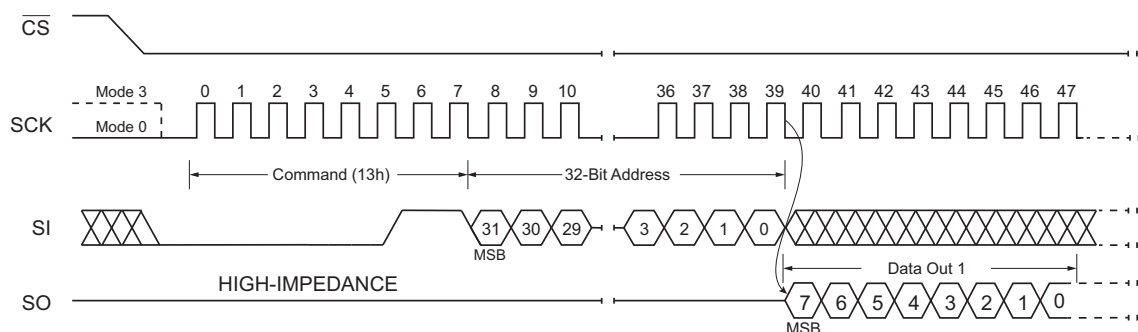 CS
0 1 2 3 4 5 6 7 8 9 10 36 37 38 39 40 41 42 43 44 45 46 47
Mode 3
SCK
Mode 0
Command (13h) 32-Bit Address
SI 31 30 29 3 2 1 0
MSB
HIGH-IMPEDANCE Data Out 1
SO 7 6 5 4 3 2 1 0
MSB